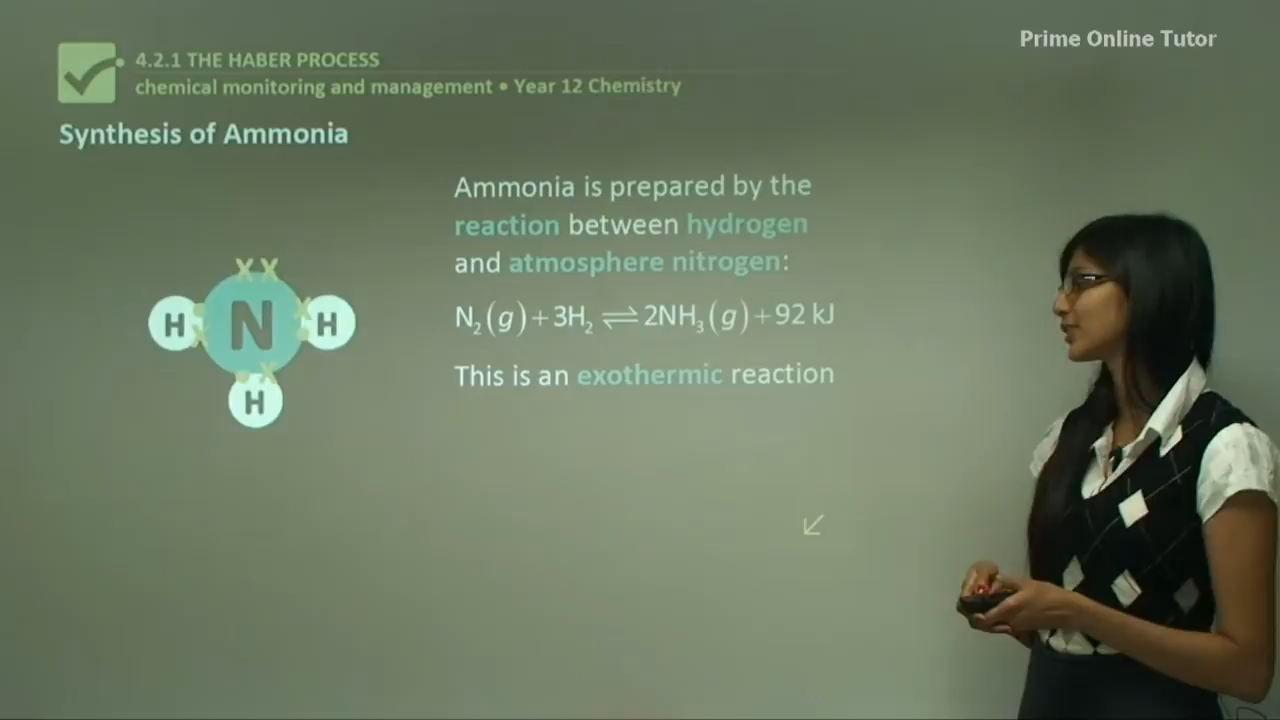 Prime Online Tutor
4.2.1 THE HABER PROCESS
chemical monitoring and management • Year 12 Chemistry
Synthesis of Ammonia
Ammonia is prepared by the
reaction between hydrogen
and atmosphere nitrogen:
N₂(g)+3H₂⇌2NH₃(g)+92 kJ
This is an exothermic reaction
XX
H N H
H